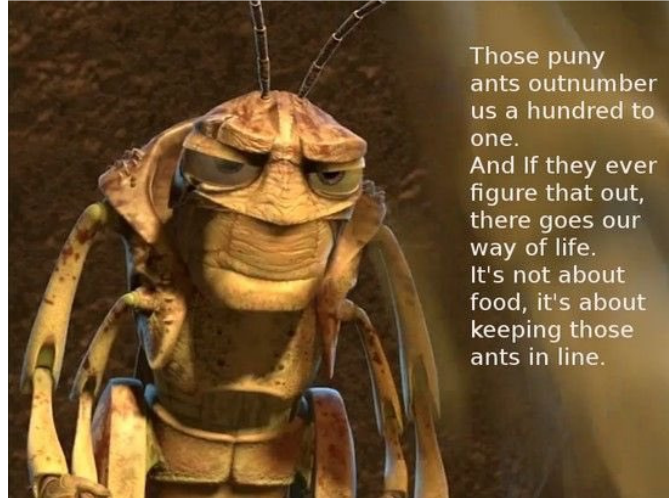 Those puny
ants outnumber
us a hundred to
one.
And If they ever
figure that out,
there goes our
way of life.
It's not about
food, it's about
keeping those
ants in line.